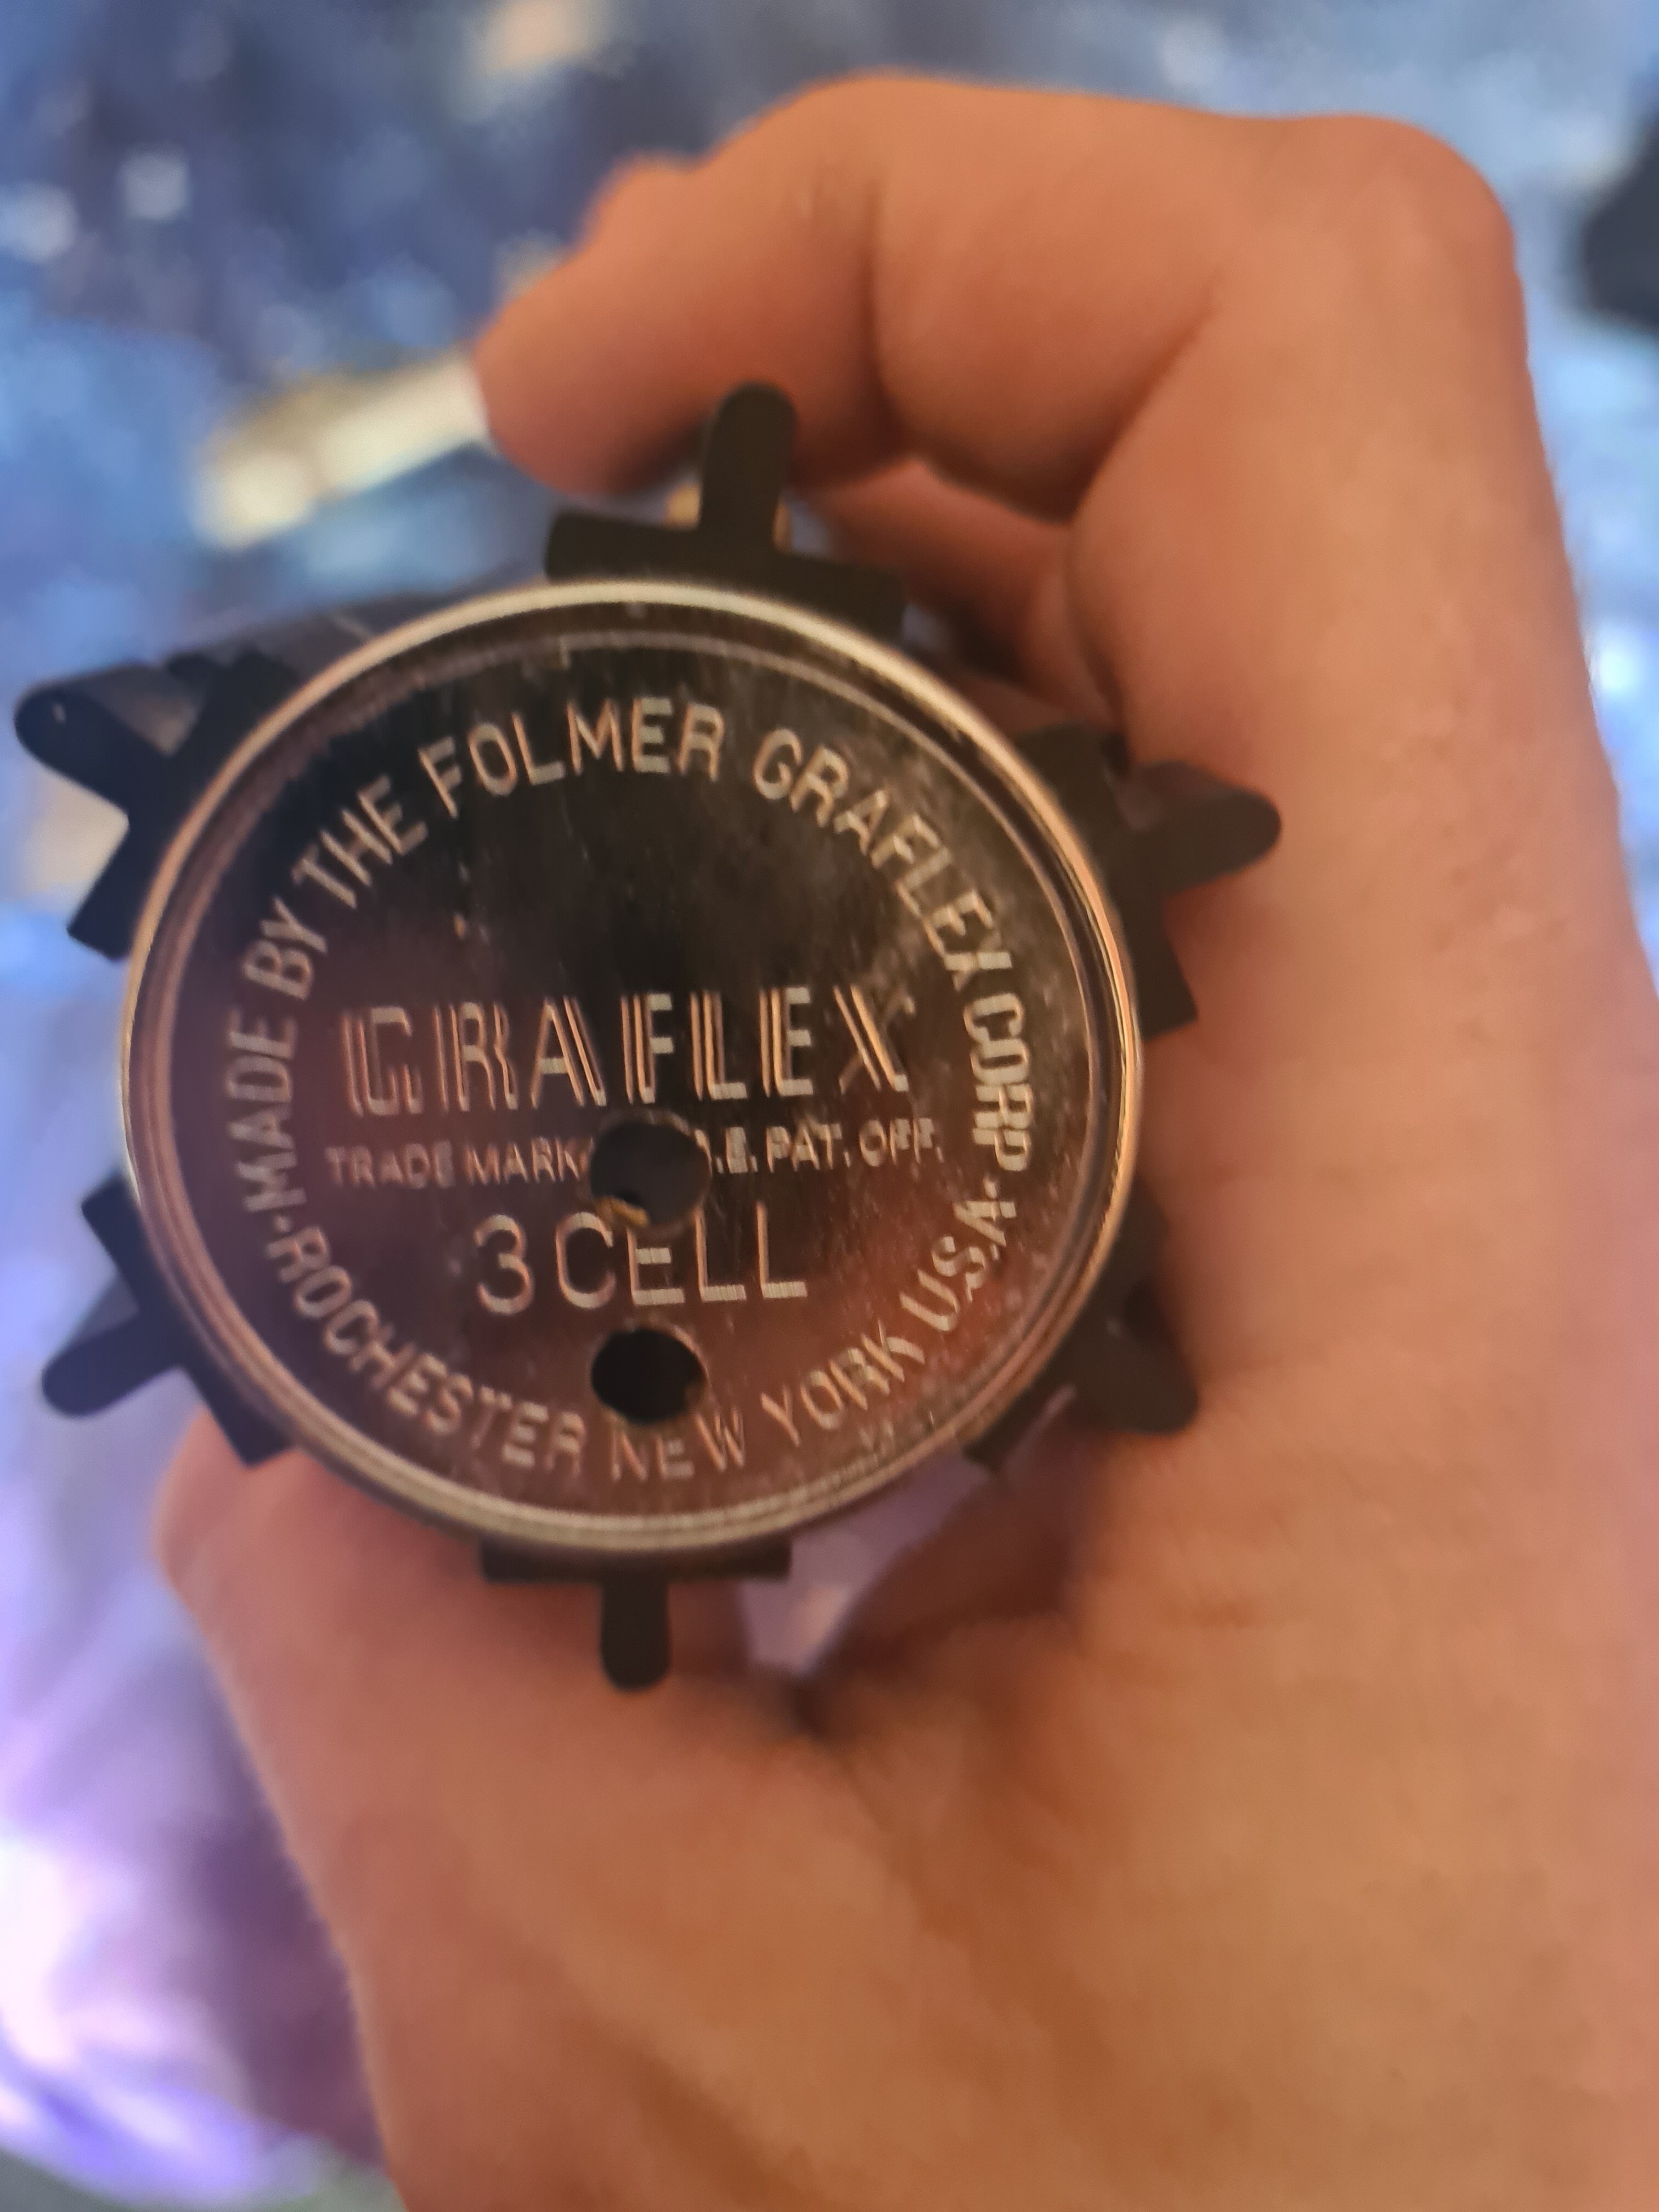 ·MADE BY THE FOLMER GRAFLEX CORP·
GRAFLEX
TRADE MARK .E. PAT. OFF.
3 CELL
·ROCHESTER NEW YORK U.S.A·